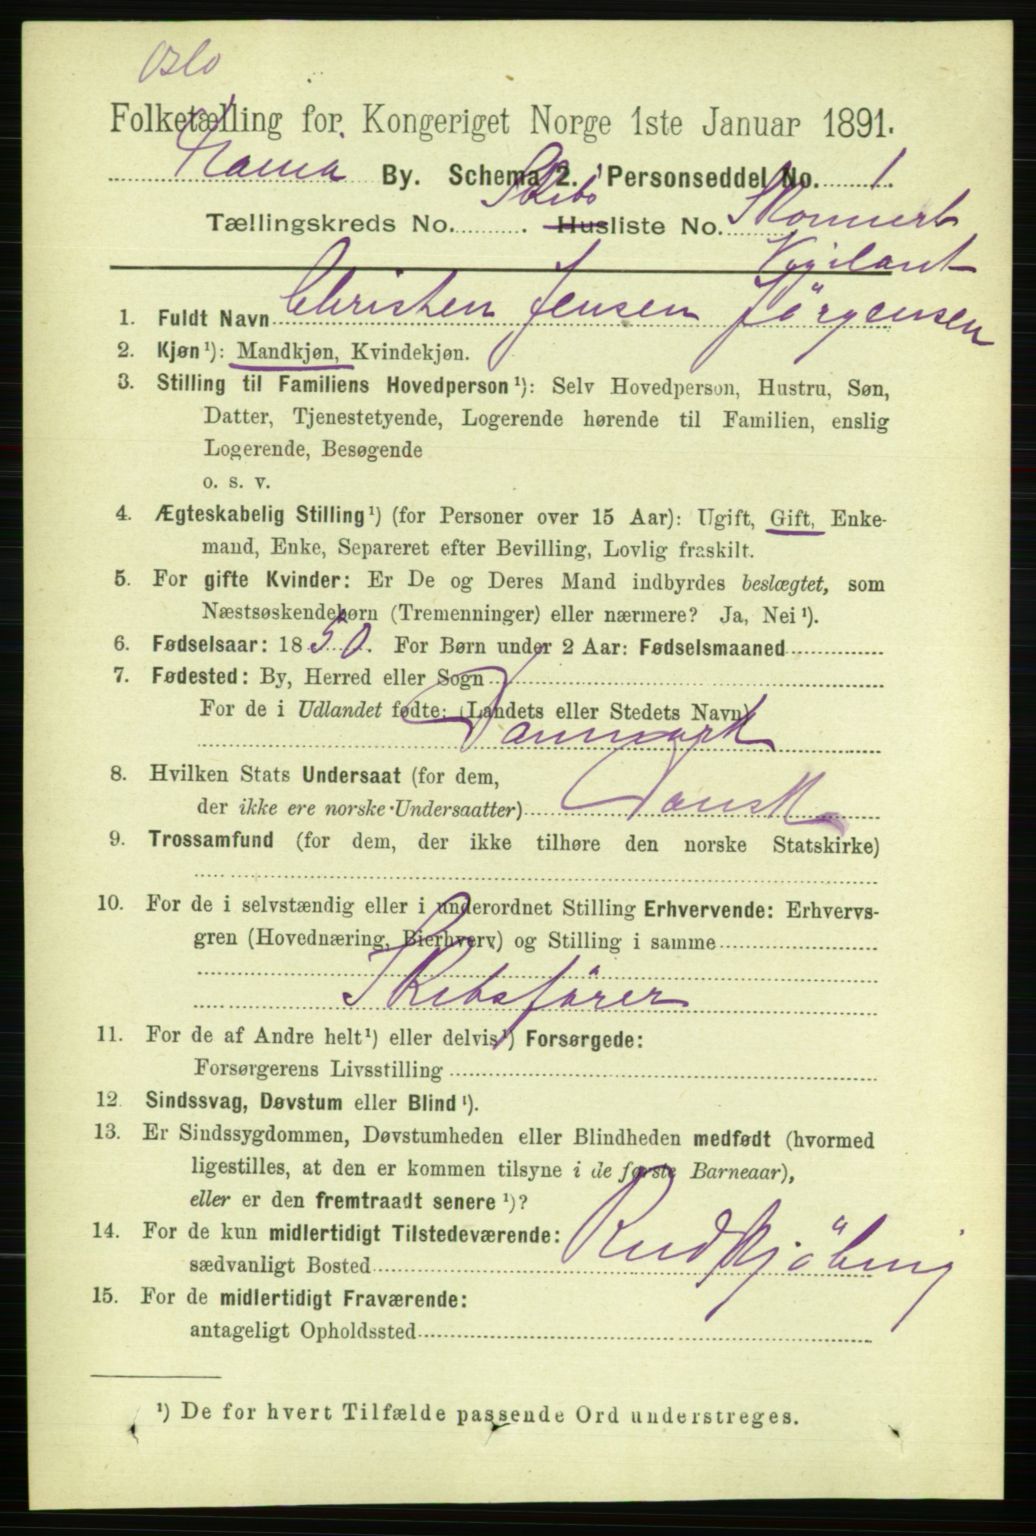 Oslo
Folketælling for Kongeriget Norge 1ste Januar 1891.
By. Schema 2. Personseddel No. 1.
Skibs Skonnert
Tællingskreds No. .......... Husliste No. ..........
Vigilant
1. Fuldt Navn Christen Jensen Jörgensen
2. Kjøn¹): Mandkjøn, Kvindekjøn.
3. Stilling til Familiens Hovedperson¹): Selv Hovedperson, Hustru, Søn,
Datter, Tjenestetyende, Logerende hørende til Familien, enslig
Logerende, Besøgende
o. s. v.
4. Ægteskabelig Stilling¹) (for Personer over 15 Aar): Ugift, Gift, Enke-
mand, Enke, Separeret efter Bevilling, Lovlig fraskilt.
5. For gifte Kvinder: Er De og Deres Mand indbyrdes beslægtet, som
Næstsøskendebørn (Tremenninger) eller nærmere? Ja, Nei¹).
6. Fødselsaar: 1850. For Børn under 2 Aar: Fødselsmaaned
7. Fødested: By, Herred eller Sogn
For de i Udlandet fødte: (Landets eller Stedets Navn)
Danmark
8. Hvilken Stats Undersaat (for dem,
der ikke ere norske Undersaatter) Dansk
9. Trossamfund (for dem, der ikke tilhøre den norske Statskirke)
10. For de i selvstændig eller i underordnet Stilling Erhvervende: Erhvervs-
gren (Hovednæring, Bierhverv) og Stilling i samme
Skibsförer
11. For de af Andre helt¹) eller delvis¹) Forsørgede:
Forsørgerens Livsstilling
12. Sindssvag, Døvstum eller Blind¹).
13. Er Sindssygdommen, Døvstumheden eller Blindheden medfødt (hvormed
ligestilles, at den er kommen tilsyne i de første Barneaar),
eller er den fremtraadt senere¹)?
14. For de kun midlertidigt Tilstedeværende:
sædvanligt Bosted Rudkjöbing
15. For de midlertidigt Fraværende:
antageligt Opholdssted
¹) De for hvert Tilfælde passende Ord understreges.